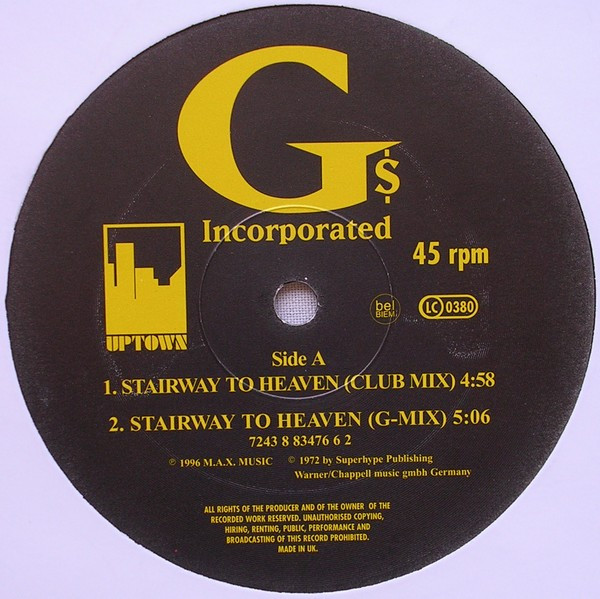 G$
Incorporated
45 rpm
UPTOWN
bel
BIEM
LC 0380
Side A
1. STAIRWAY TO HEAVEN (CLUB MIX) 4:58
2. STAIRWAY TO HEAVEN (G-MIX) 5:06
7243 8 83476 6 2
℗ 1996 M.A.X. MUSIC © 1972 by Superhype Publishing
Warner/Chappell music gmbh Germany
ALL RIGHTS OF THE PRODUCER AND OF THE OWNER OF THE
RECORDED WORK RESERVED. UNAUTHORISED COPYING,
HIRING, RENTING, PUBLIC, PERFORMANCE AND
BROADCASTING OF THIS RECORD PROHIBITED.
MADE IN UK.